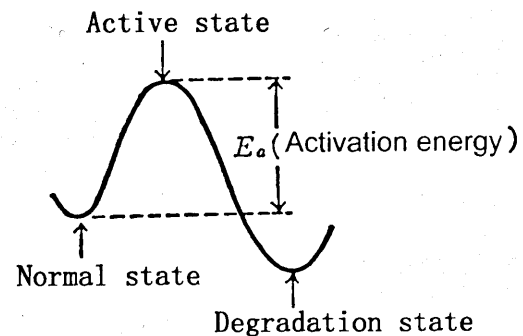 Active state
Eₐ(Activation energy)
Normal state
Degradation state